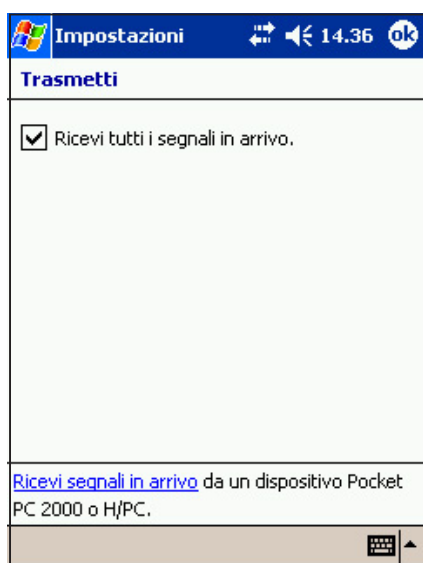 Impostazioni 14.36 ok
Trasmetti
Ricevi tutti i segnali in arrivo.
Ricevi segnali in arrivo da un dispositivo Pocket
PC 2000 o H/PC.